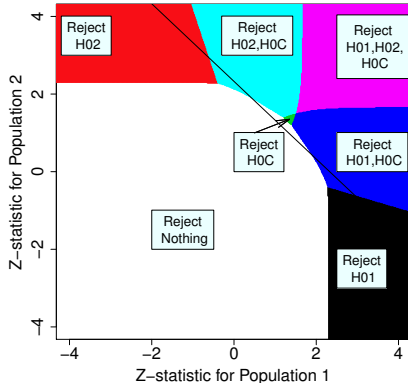 Z-statistic for Population 2
4
2
0
−2
−4
Reject
H02
Reject
H02,H0C
Reject
H01,H02,
H0C
Reject
H0C
Reject
H01,H0C
Reject
Nothing
Reject
H01
−4
−2
0
2
4
Z-statistic for Population 1